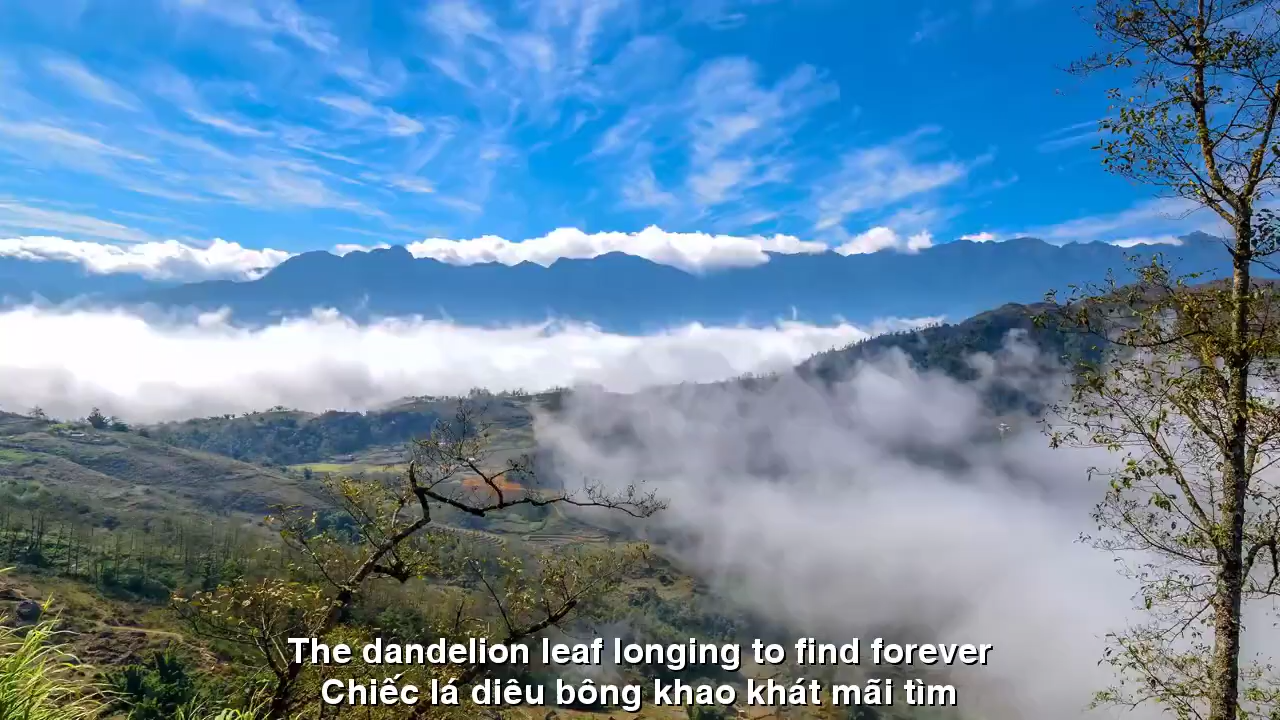 The dandelion leaf longing to find forever
Chiếc lá diêu bông khao khát mãi tìm